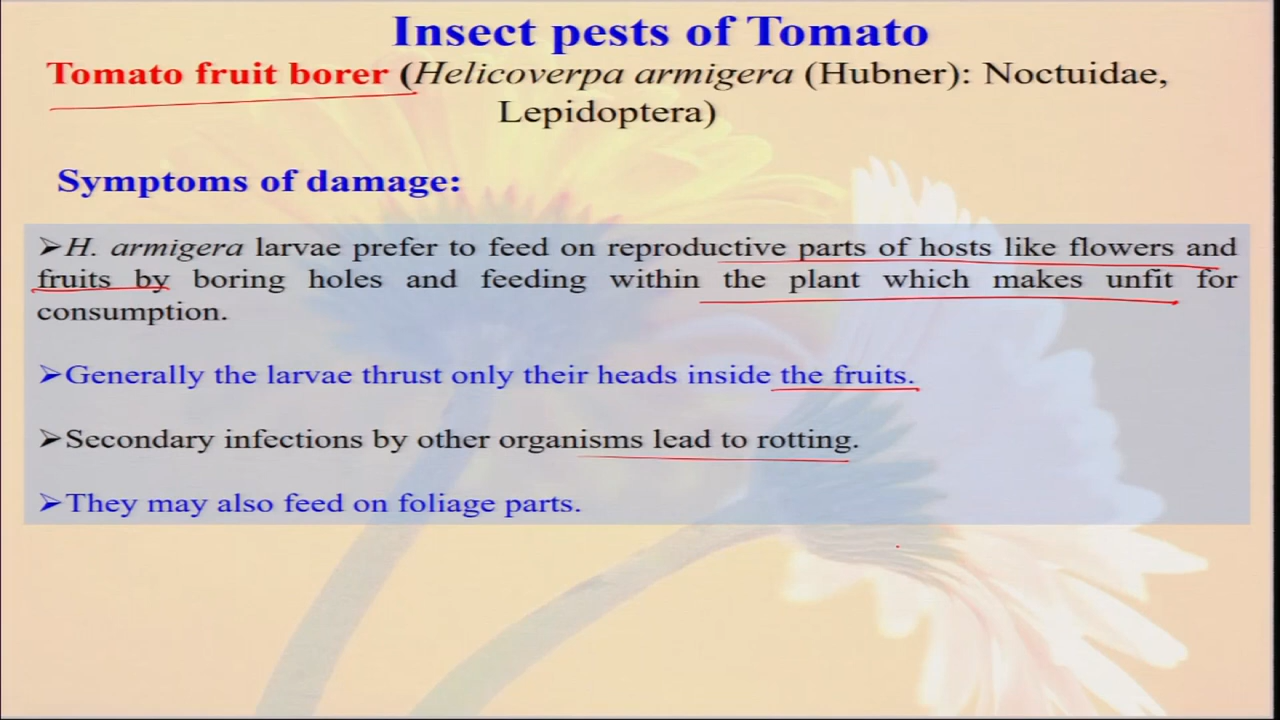 Insect pests of Tomato
Tomato fruit borer (Helicoverpa armigera (Hubner): Noctuidae,
Lepidoptera)
Symptoms of damage:
➢H. armigera larvae prefer to feed on reproductive parts of hosts like flowers and
fruits by boring holes and feeding within the plant which makes unfit for
consumption.
➢Generally the larvae thrust only their heads inside the fruits.
➢Secondary infections by other organisms lead to rotting.
➢They may also feed on foliage parts.